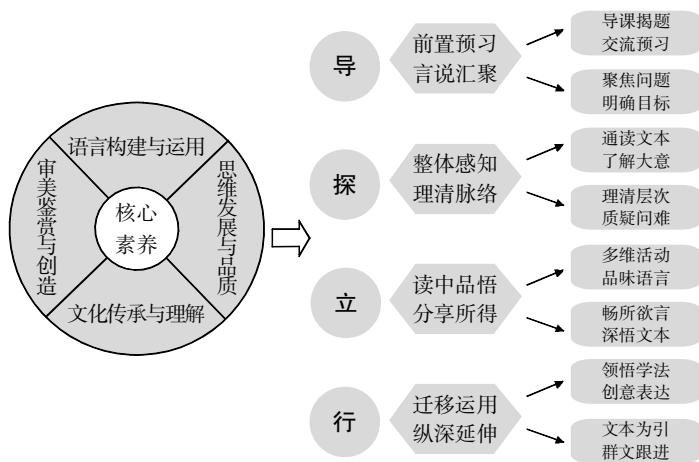 语言构建与运用
审美鉴赏与创造
核心
素养
思维发展与品质
文化传承与理解
导
前置预习
言说汇聚
导课揭题
交流预习
聚焦问题
明确目标
探
整体感知
理清脉络
通读文本
了解大意
理清层次
质疑问难
立
读中品悟
分享所得
多维活动
品味语言
畅所欲言
深悟文本
行
迁移运用
纵深延伸
领悟学法
创意表达
文本为引
群文跟进